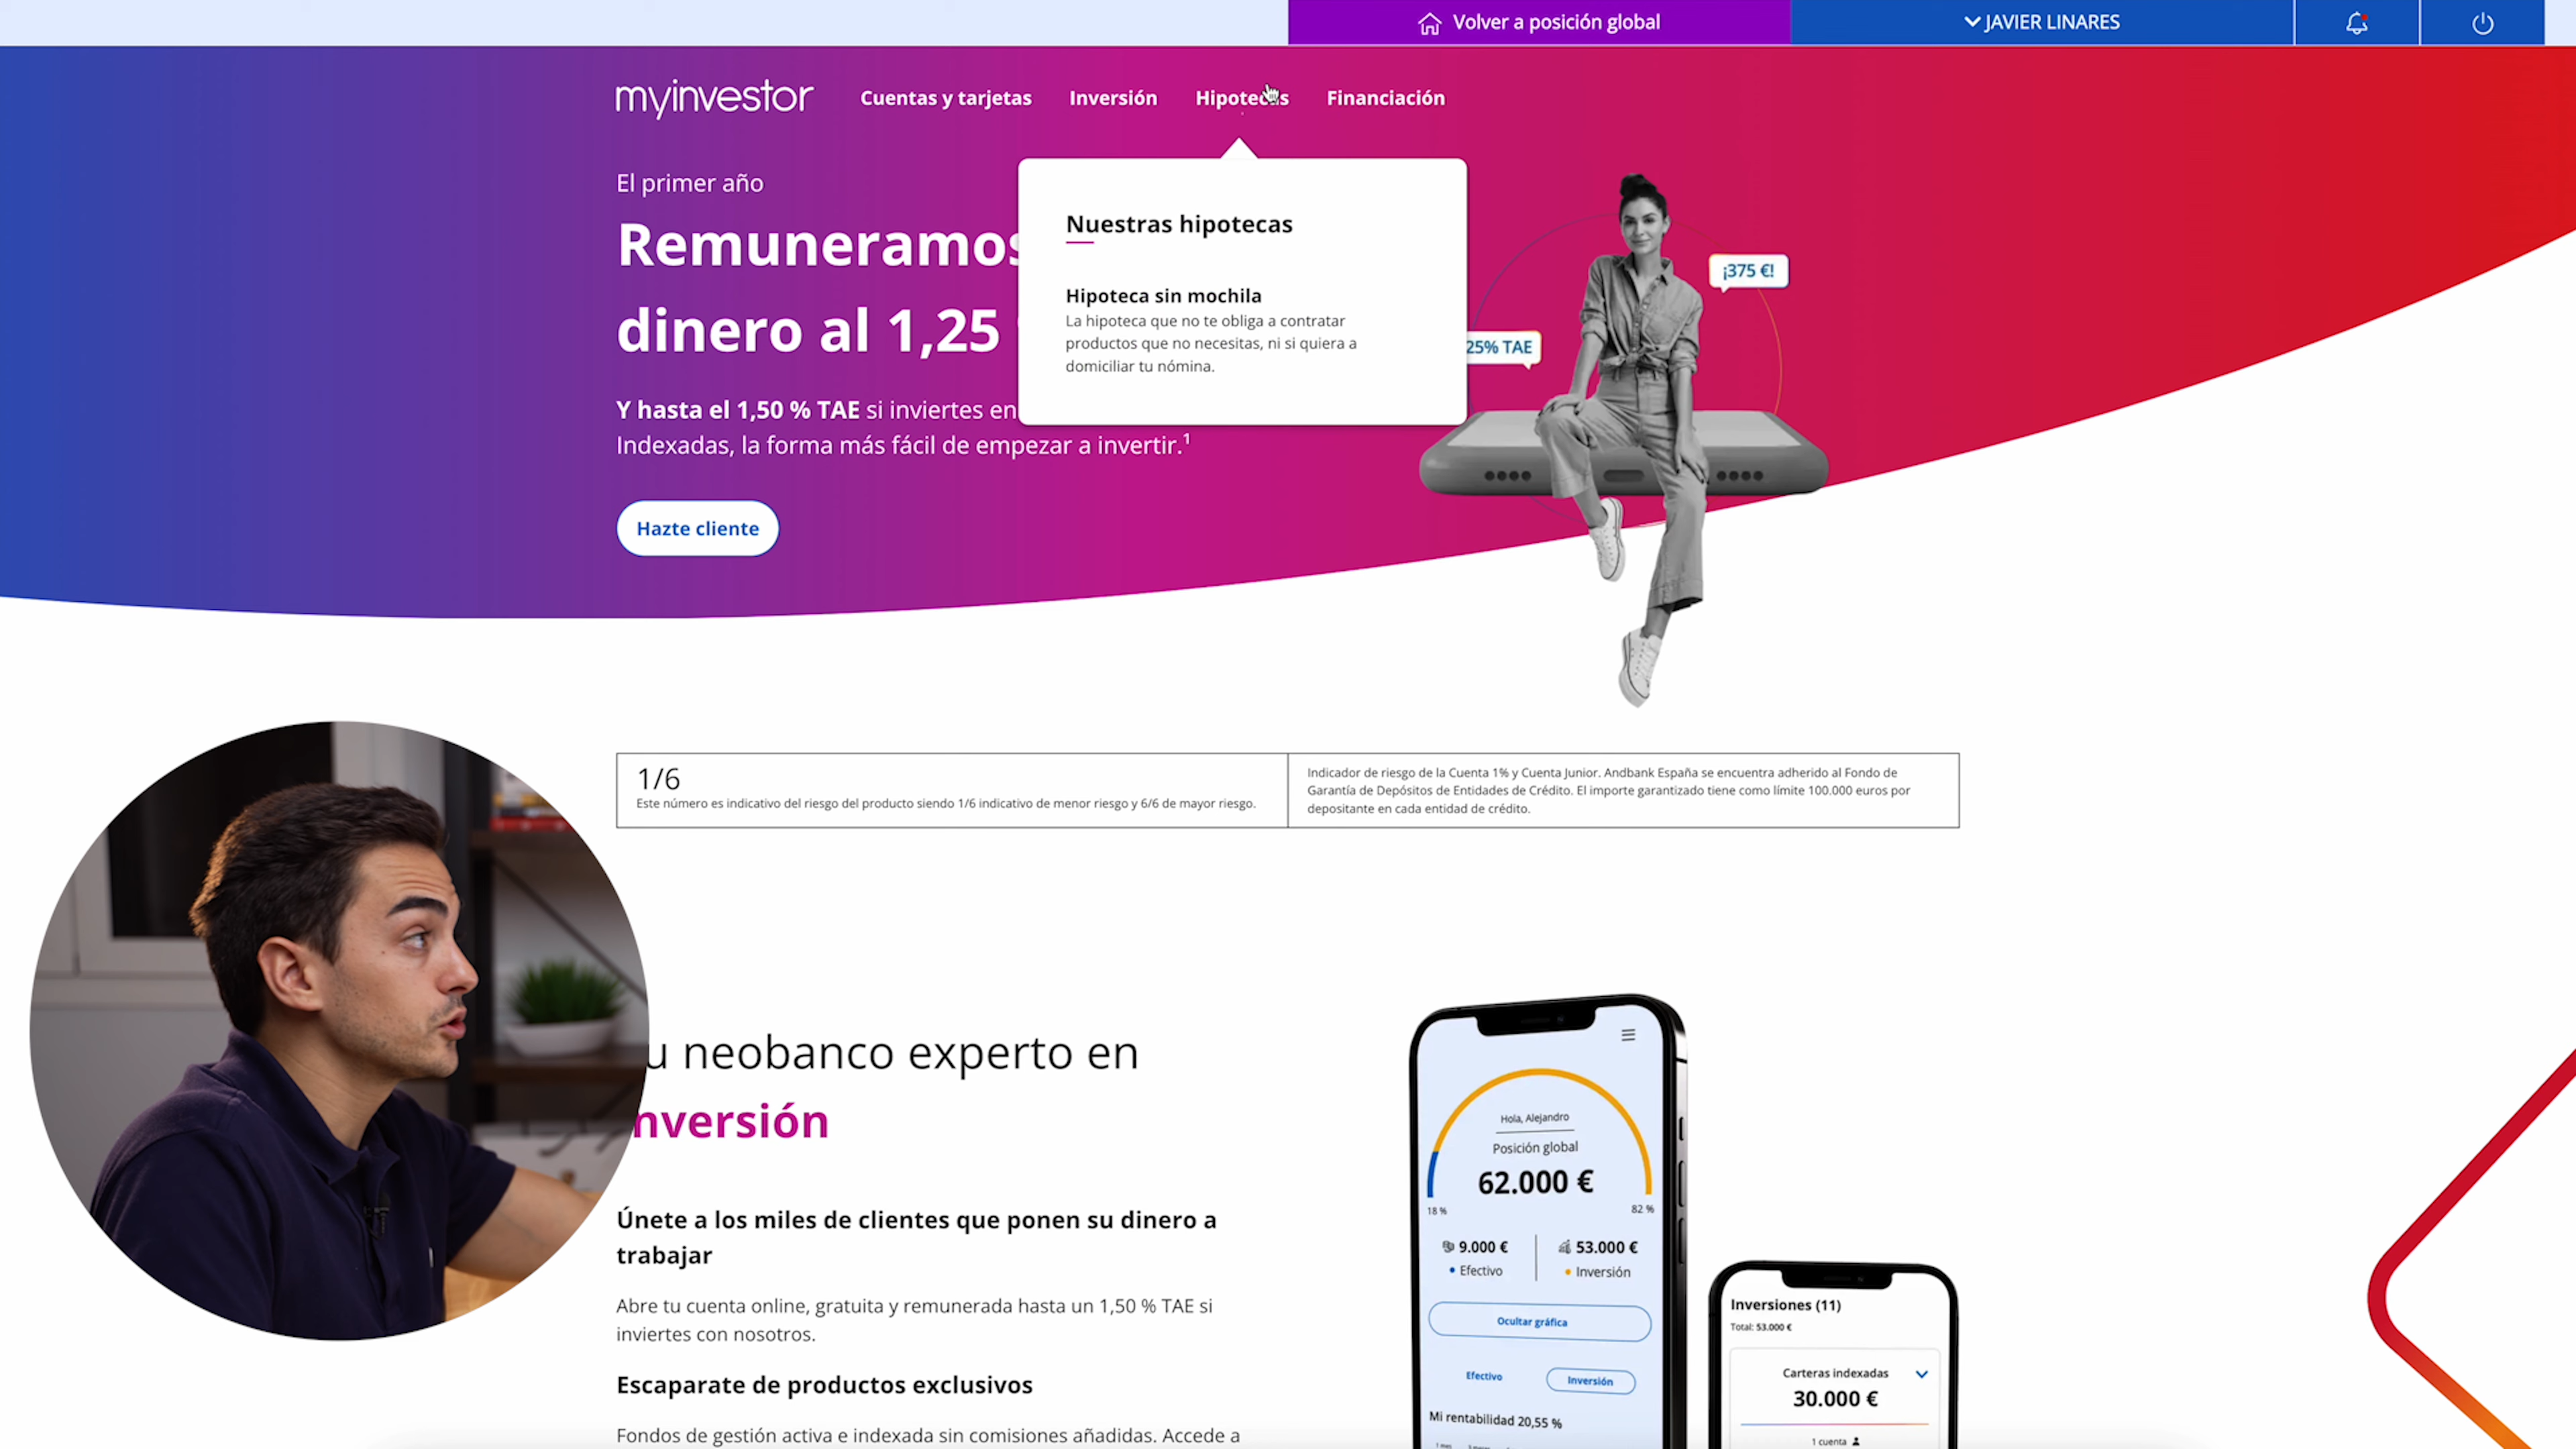 Volver a posición global
JAVIER LINARES
myinvestor
Cuentas y tarjetas
Inversión
Hipotecas
Financiación
El primer año
Remuneramos
dinero al 1,25
Y hasta el 1,50 % TAE si inviertes en
Indexadas, la forma más fácil de empezar a invertir.¹
Hazte cliente
Nuestras hipotecas
Hipoteca sin mochila
La hipoteca que no te obliga a contratar
productos que no necesitas, ni si quiera a
domiciliar tu nómina.
¡375 €!
25% TAE
1/6
Este número es indicativo del riesgo del producto siendo 1/6 indicativo de menor riesgo y 6/6 de mayor riesgo.
Indicador de riesgo de la Cuenta 1% y Cuenta Junior. Andbank España se encuentra adherido al Fondo de
Garantía de Depósitos de Entidades de Crédito. El importe garantizado tiene como límite 100.000 euros por
depositante en cada entidad de crédito.
u neobanco experto en
nversión
Únete a los miles de clientes que ponen su dinero a
trabajar
Abre tu cuenta online, gratuita y remunerada hasta un 1,50 % TAE si
inviertes con nosotros.
Escaparate de productos exclusivos
Fondos de gestión activa e indexada sin comisiones añadidas. Accede a
Hola, Alejandro
Posición global
62.000 €
18 %
82 %
9.000 €
Efectivo
53.000 €
Inversión
Ocultar gráfica
Efectivo
Inversión
Mi rentabilidad 20,55 %
Inversiones (11)
Total: 53.000 €
Carteras indexadas
30.000 €
1 cuenta